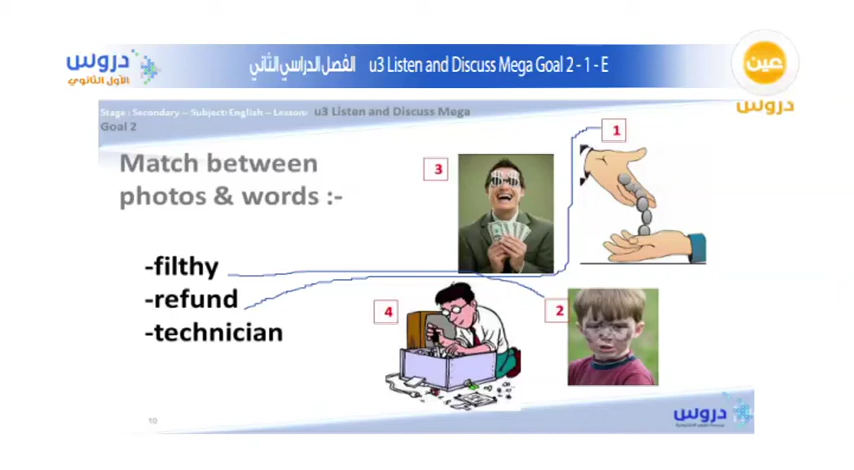 الفصل الدراسي الثاني u3 Listen and Discuss Mega Goal 2 - 1 - E
دروس
الأول الثانوي
عين
دروس
Stage : Secondary – Subject: English – Lesson: u3 Listen and Discuss Mega
Goal 2
Match between
photos & words :-
1
3
-filthy
-refund
-technician
4
2
10
دروس